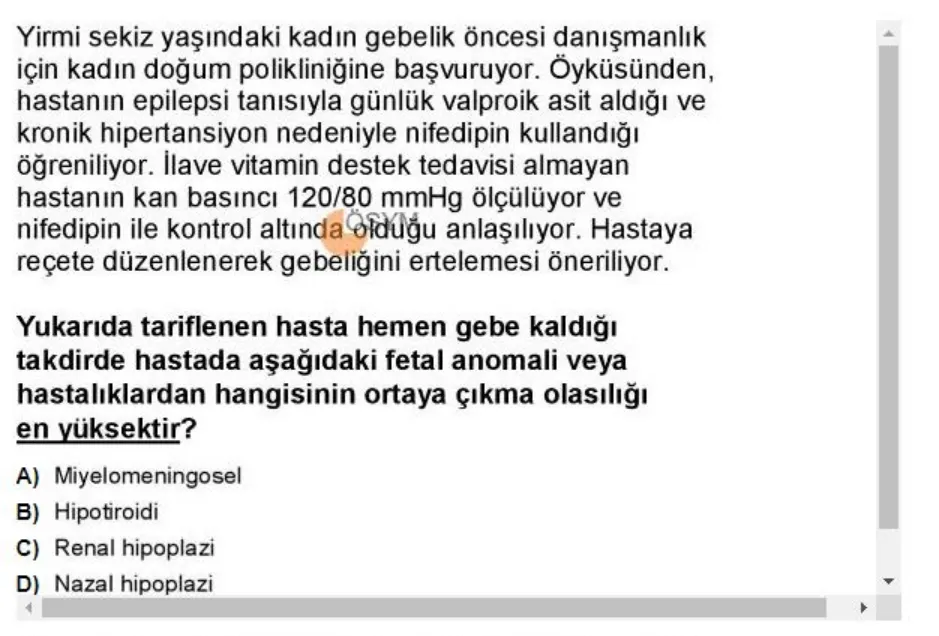 Yirmi sekiz yaşındaki kadın gebelik öncesi danışmanlık
için kadın doğum polikliniğine başvuruyor. Öyküsünden,
hastanın epilepsi tanısıyla günlük valproik asit aldığı ve
kronik hipertansiyon nedeniyle nifedipin kullandığı
öğreniliyor. İlave vitamin destek tedavisi almayan
hastanın kan basıncı 120/80 mmHg ölçülüyor ve
ÖSYM
nifedipin ile kontrol altında olduğu anlaşılıyor. Hastaya
reçete düzenlenerek gebeliğini ertelemesi öneriliyor.
Yukarıda tariflenen hasta hemen gebe kaldığı
takdirde hastada aşağıdaki fetal anomali veya
hastalıklardan hangisinin ortaya çıkma olasılığı
en yüksektir?
A) Miyelomeningosel
B) Hipotiroidi
C) Renal hipoplazi
D) Nazal hipoplazi